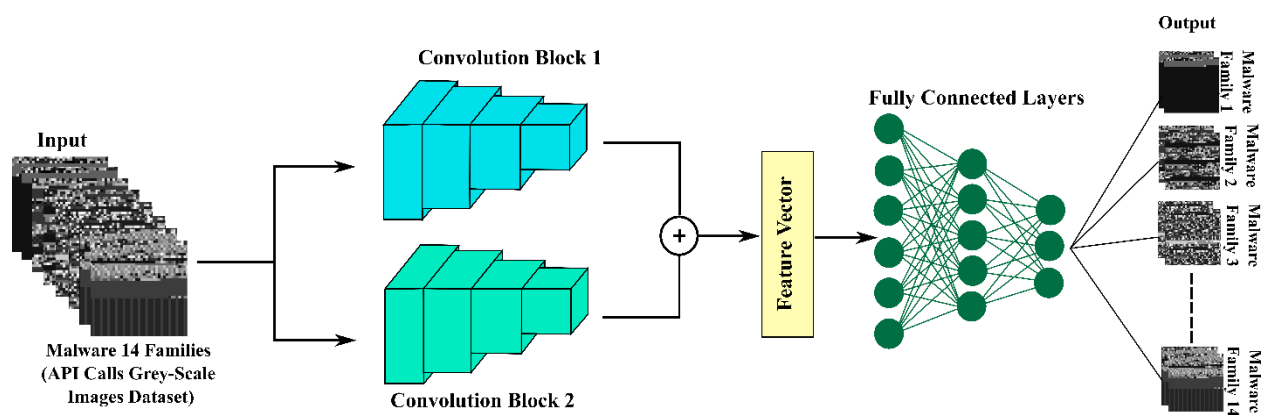 Input
Malware 14 Families
(API Calls Grey-Scale
Images Dataset)
Convolution Block 1
Convolution Block 2
+
Feature Vector
Fully Connected Layers
Output
Malware
Family 1
Malware
Family 2
Malware
Family 3
Malware
Family 14